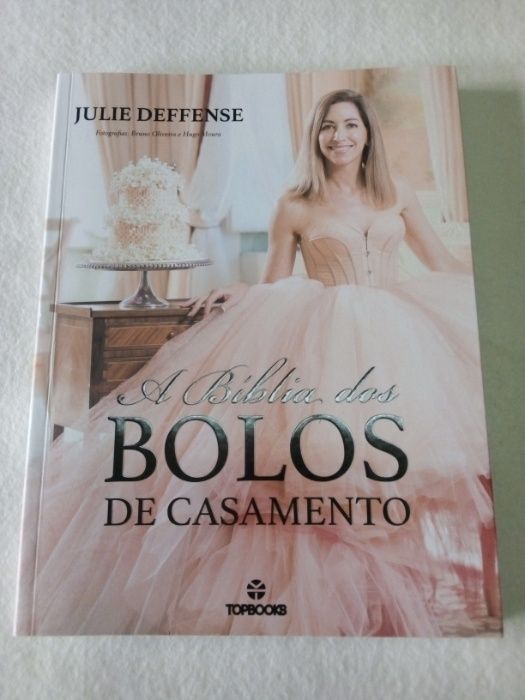 JULIE DEFFENSE
Fotografias: Bruno Oliveira e Hugo Moura
A Bíblia dos
BOLOS
DE CASAMENTO
TOPBOOKS